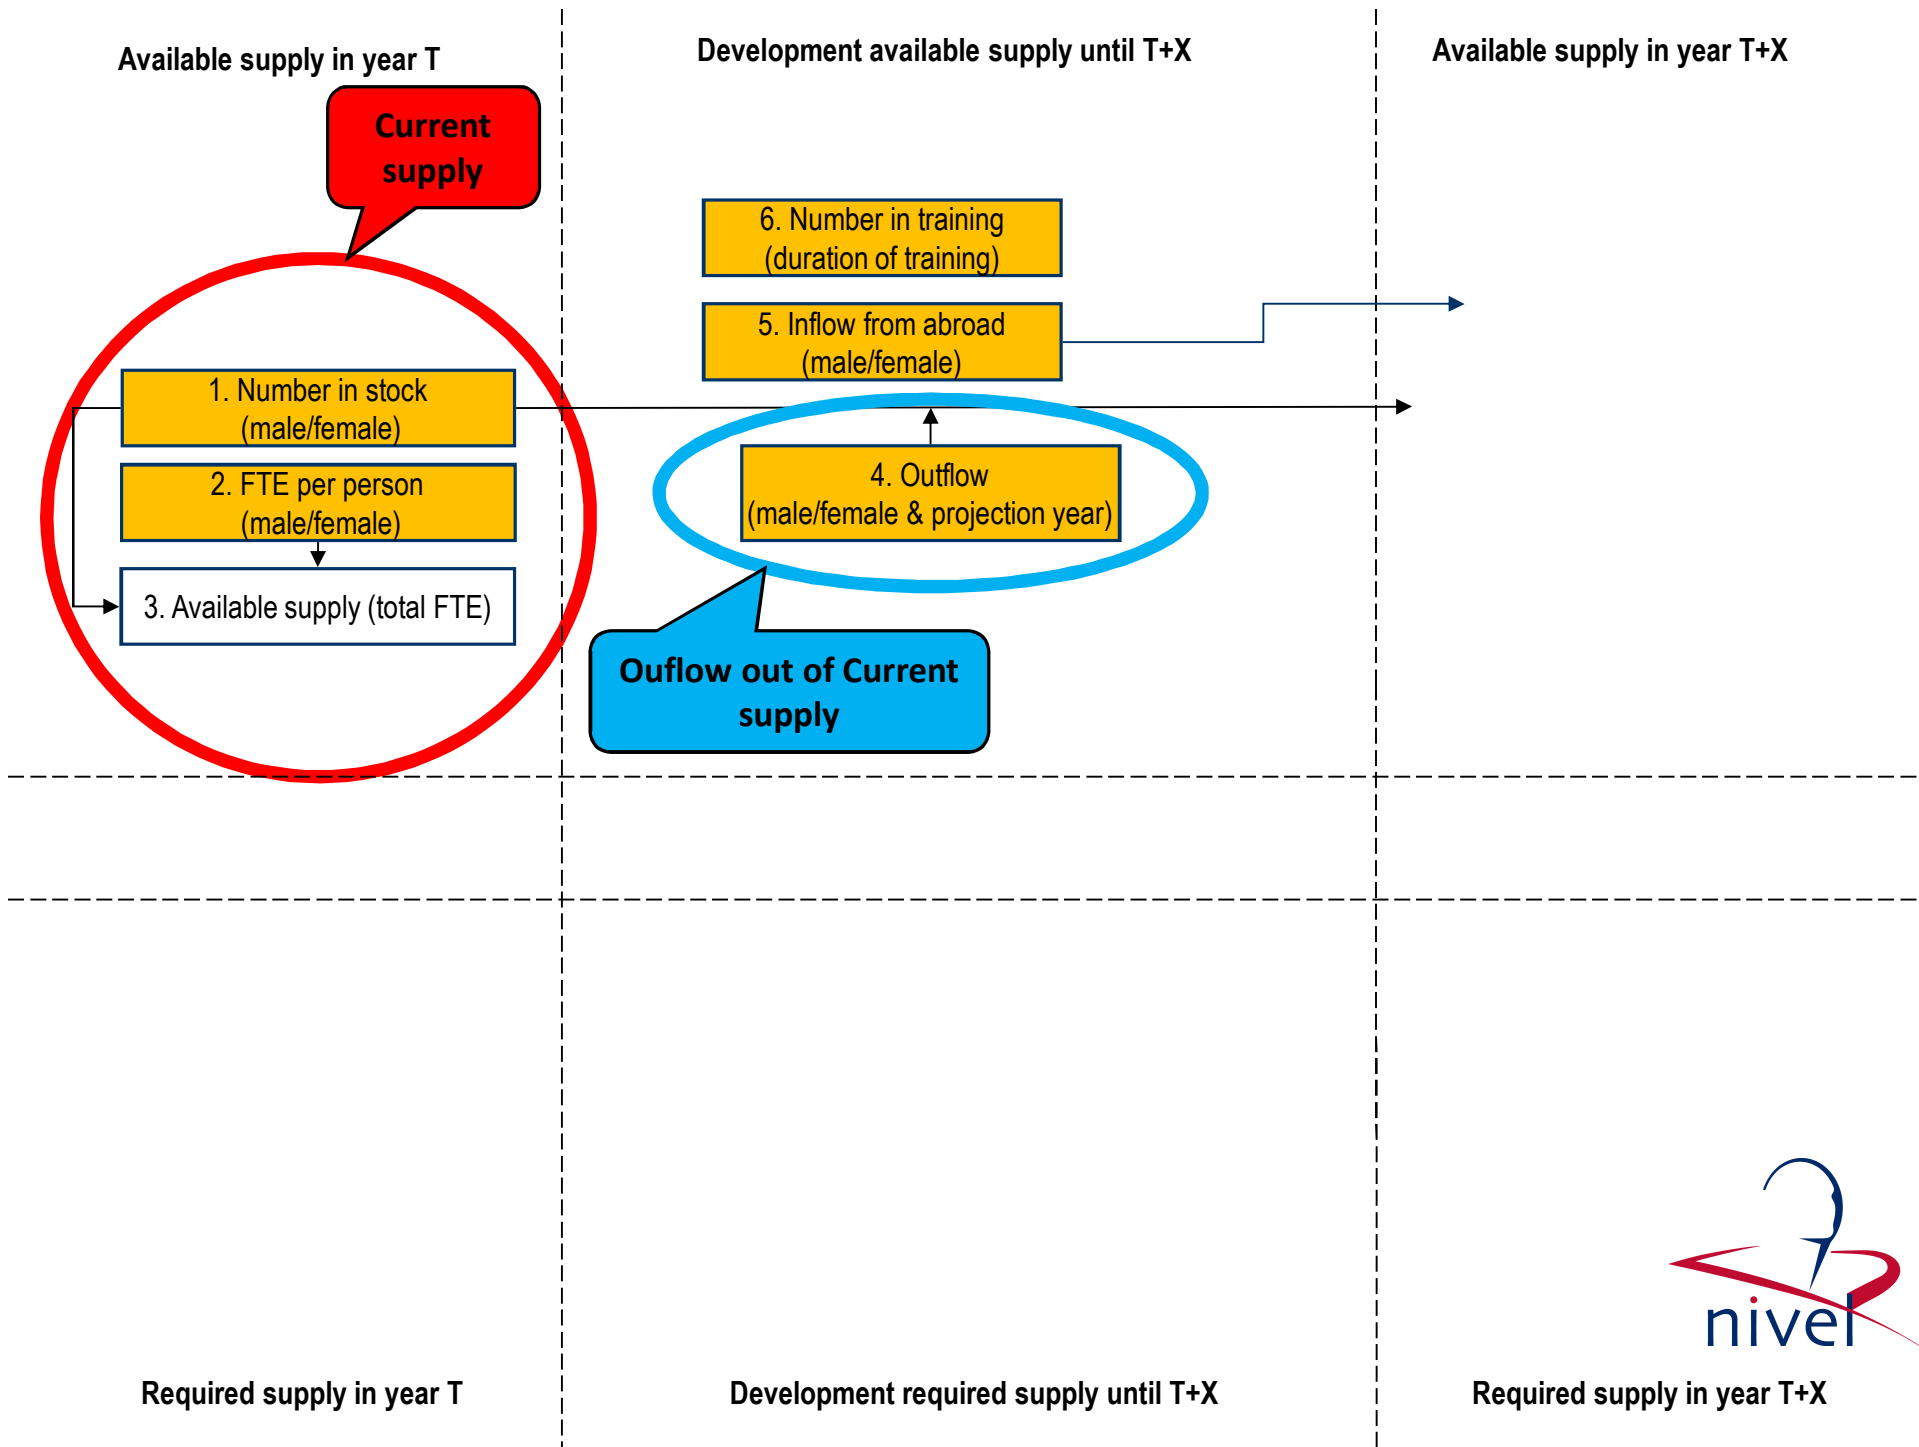 Available supply in year T
Development available supply until T+X
Available supply in year T+X
Current
supply
6. Number in training
(duration of training)
5. Inflow from abroad
(male/female)
1. Number in stock
(male/female)
2. FTE per person
(male/female)
3. Available supply (total FTE)
4. Outflow
(male/female & projection year)
Ouflow out of Current
supply
nivel
Required supply in year T
Development required supply until T+X
Required supply in year T+X